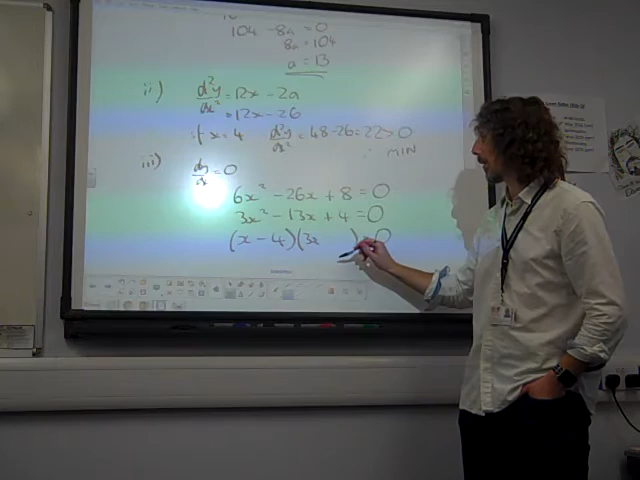 104 - 8a = 0
8a = 104
a = 13
ii) d²y/dx² = 12x - 2a
= 12x - 26
if x = 4 d²y/dx² = 48 - 26 = 22 > 0
∴ MIN
iii) dy/dx = 0
6x² - 26x + 8 = 0
3x² - 13x + 4 = 0
(x - 4)(3x ) = 0